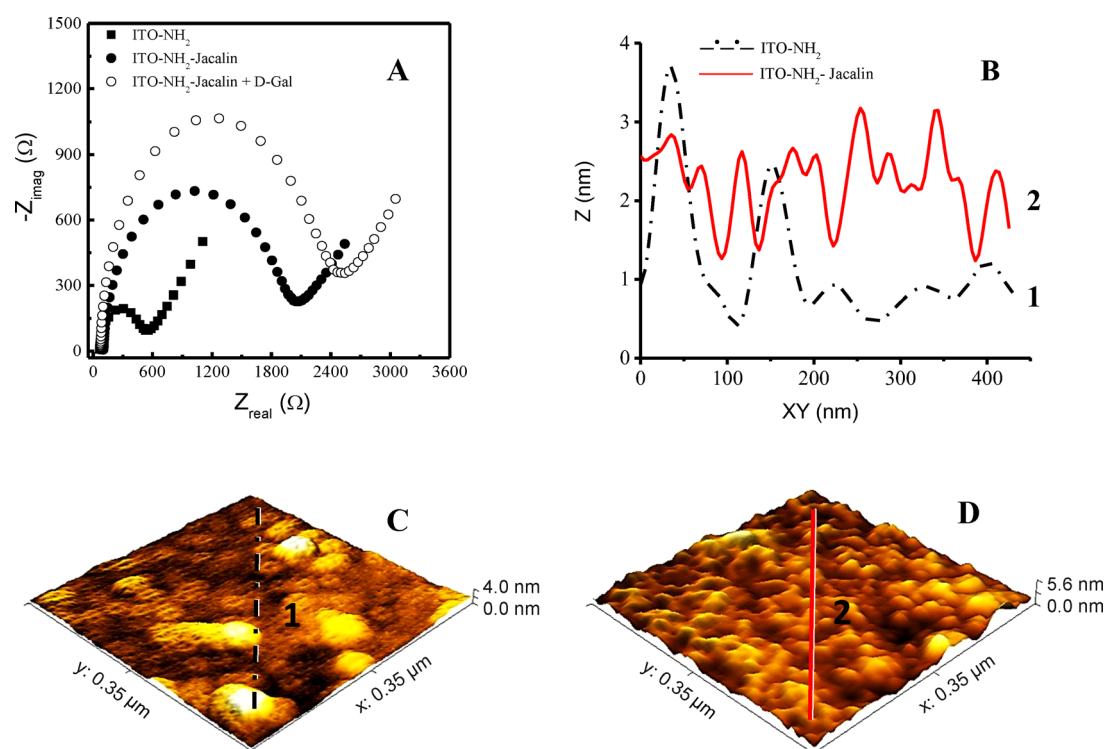 1500
1200
900
600
300
0
-Z_imag (Ω)
0
600
1200
1800
2400
3000
3600
Z_real (Ω)
ITO-NH₂
ITO-NH₂-Jacalin
ITO-NH₂-Jacalin + D-Gal
A
4
3
2
1
0
Z (nm)
0
100
200
300
400
XY (nm)
ITO-NH₂
ITO-NH₂- Jacalin
B
2
1
C
1
4.0 nm
0.0 nm
y: 0.35 µm
x: 0.35 µm
D
2
5.6 nm
0.0 nm
y: 0.35 µm
x: 0.35 µm